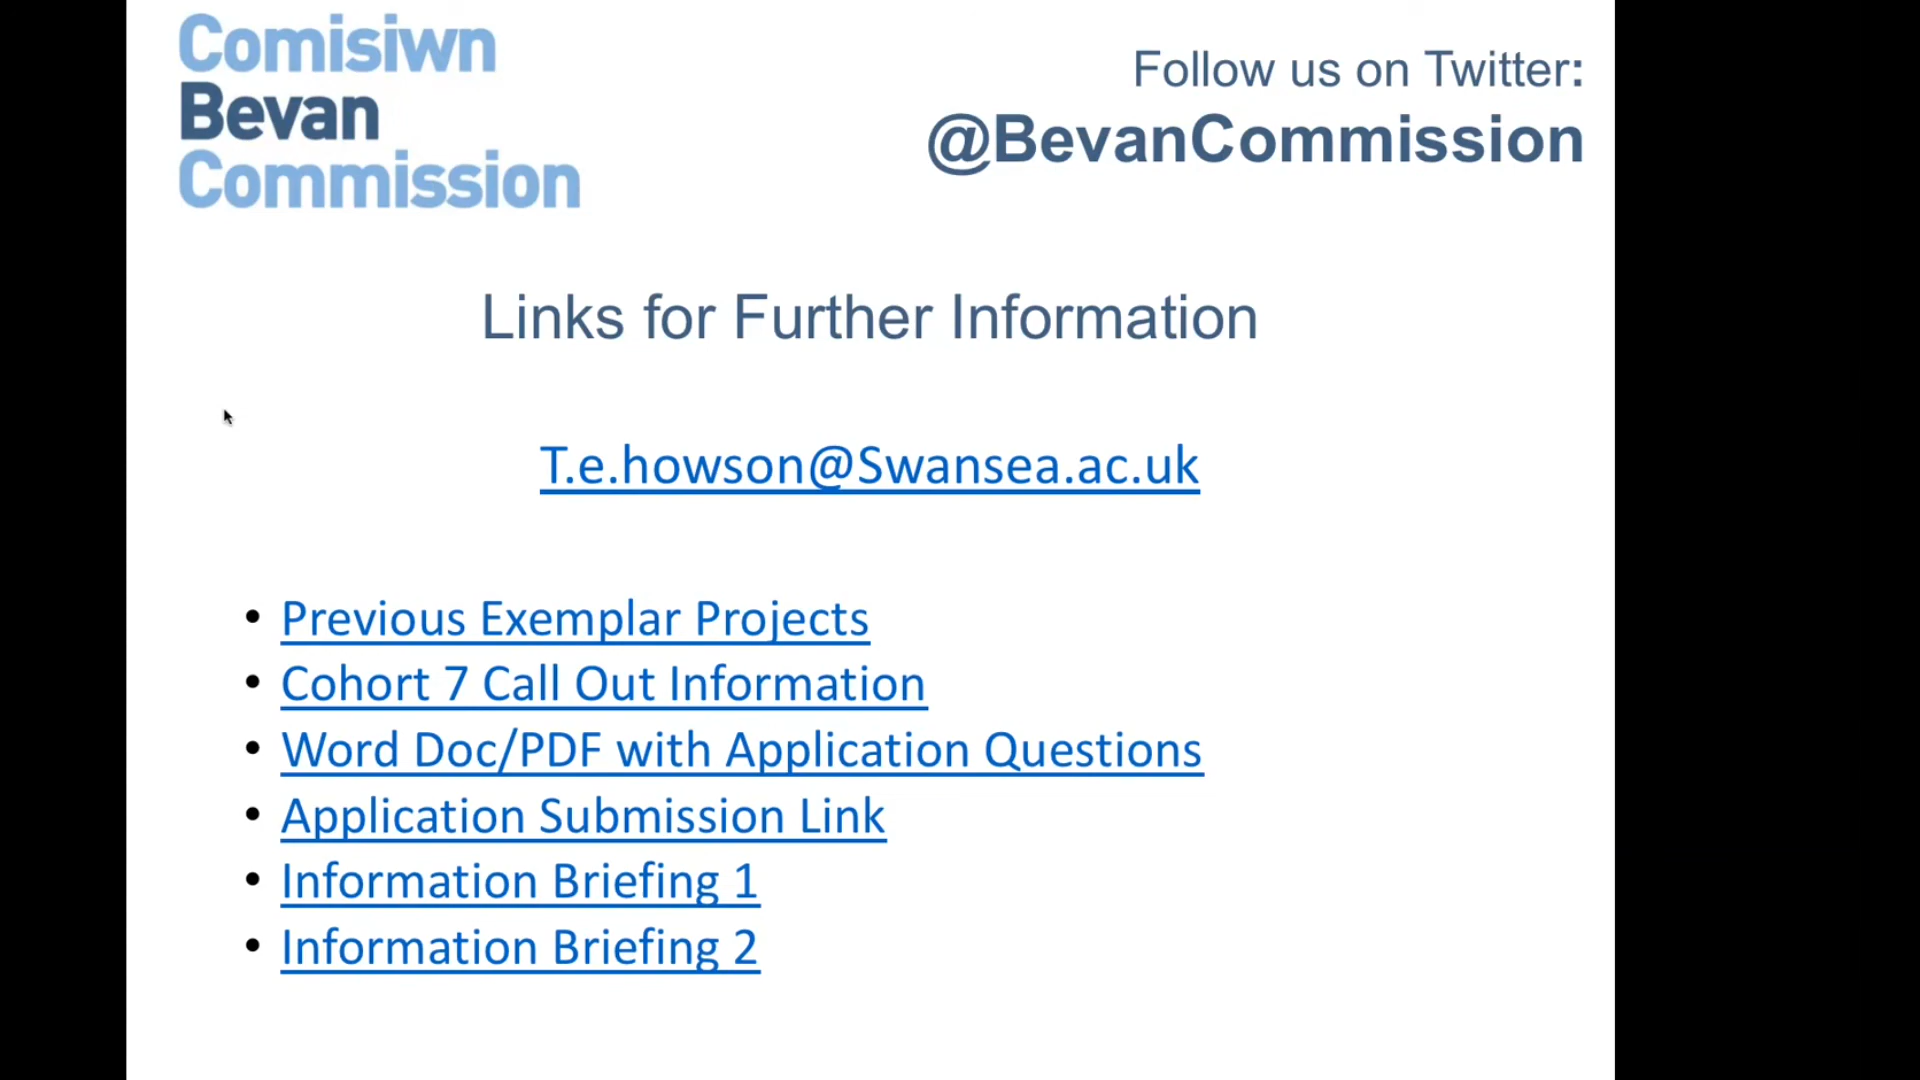 Comisiwn
Bevan
Commission
Follow us on Twitter:
@BevanCommission
Links for Further Information
T.e.howson@Swansea.ac.uk
• Previous Exemplar Projects
• Cohort 7 Call Out Information
• Word Doc/PDF with Application Questions
• Application Submission Link
• Information Briefing 1
• Information Briefing 2